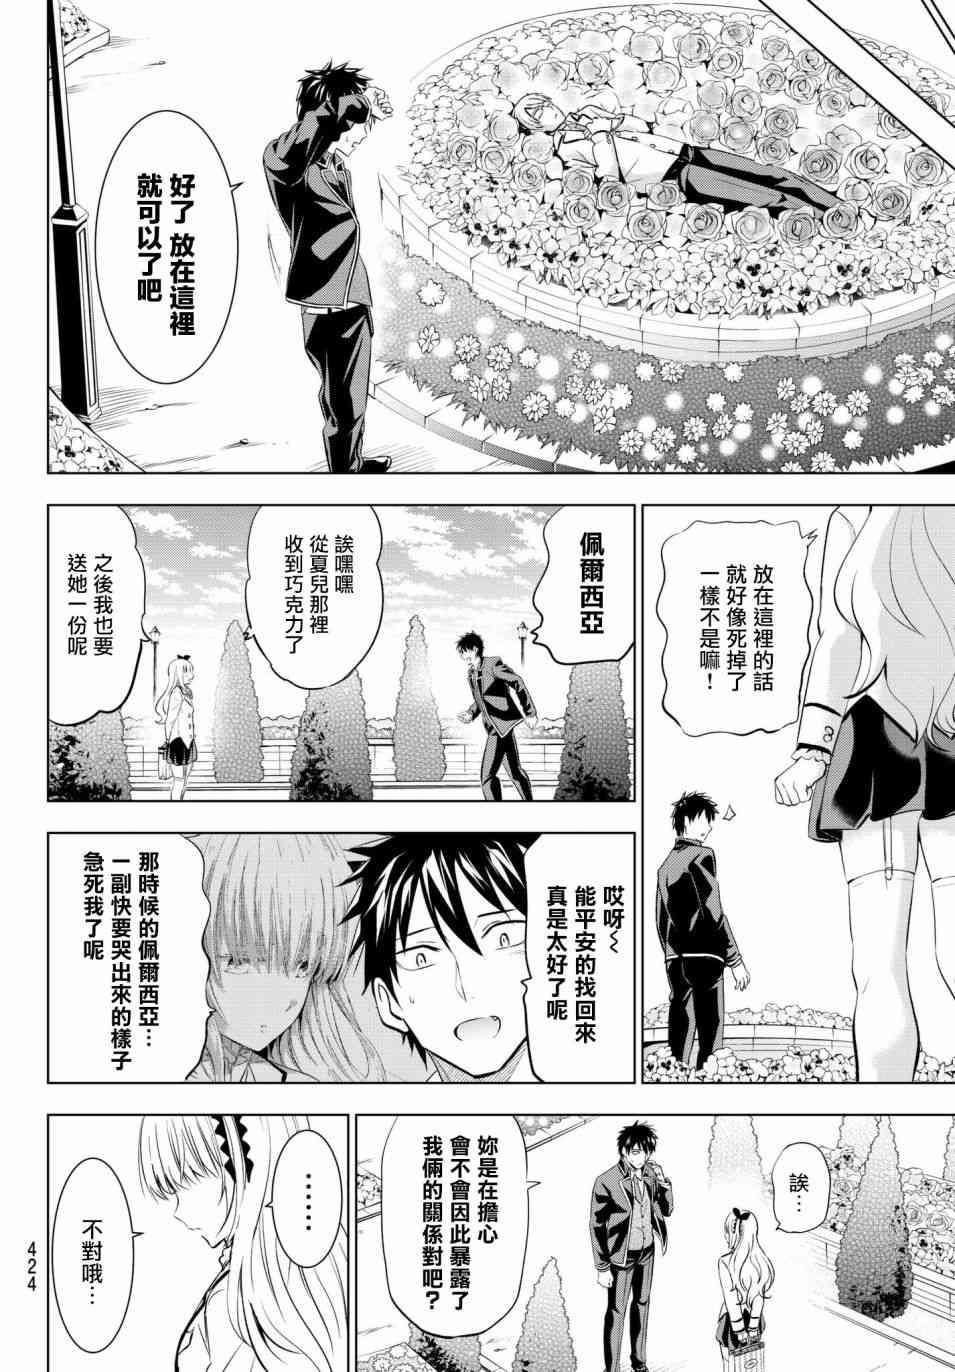 好了 放在這裡
就可以了吧
放在這裡的話
就好像死掉了
一樣不是嘛！
佩爾西亞
誒嘿嘿
從夏兒那裡
收到巧克力了
之後我也要
送她一份呢
哎呀～
能平安的找回來
真是太好了呢
那時候的佩爾西亞…
一副快要哭出來的樣子
急死我了呢
誒…
妳是在擔心
會不會因此暴露了
我倆的關係對吧？
……
不對哦…
424